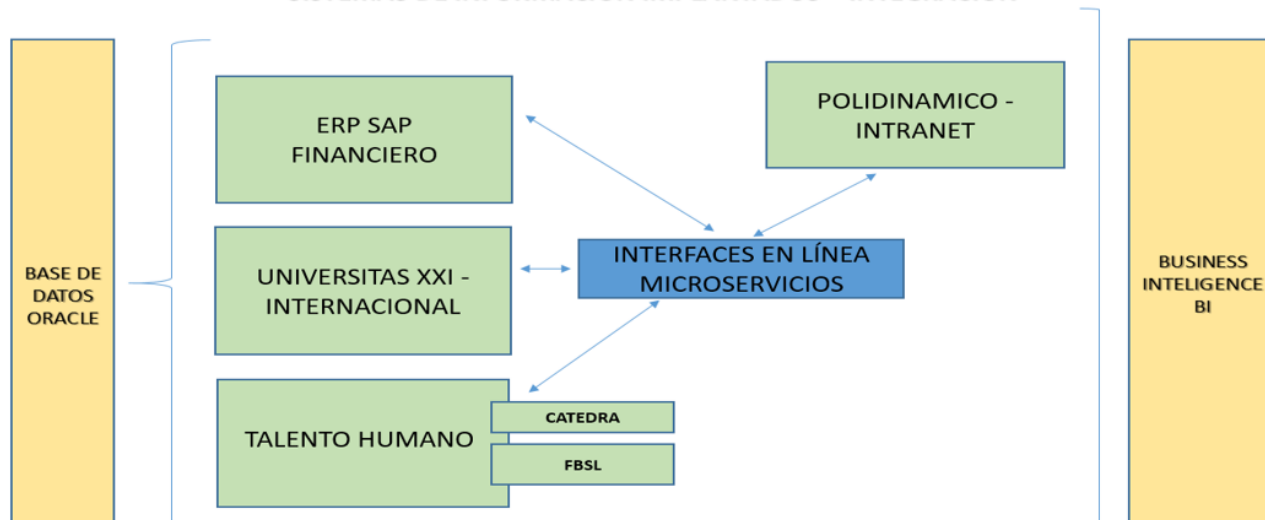 BASE DE
DATOS
ORACLE
ERP SAP
FINANCIERO
UNIVERSITAS XXI -
INTERNACIONAL
TALENTO HUMANO
CATEDRA
FBSL
INTERFACES EN LÍNEA
MICROSERVICIOS
POLIDINAMICO -
INTRANET
BUSINESS
INTELIGENCE
BI